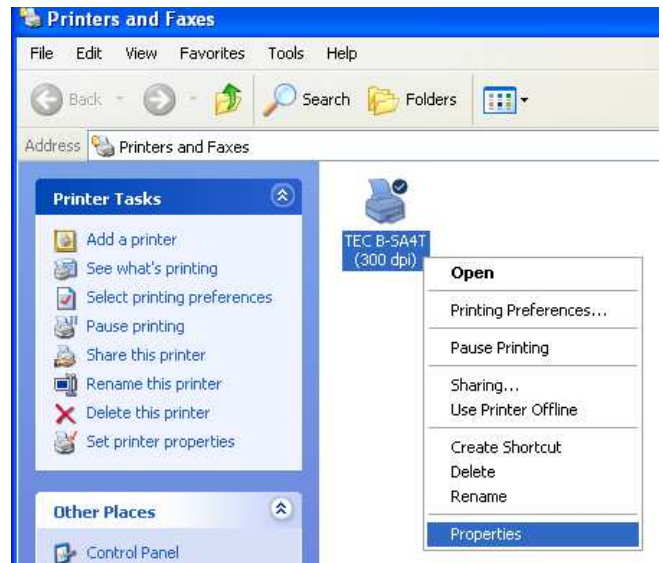 Printers and Faxes
File Edit View Favorites Tools Help
Back Search Folders
Address Printers and Faxes
Printer Tasks
Add a printer
See what's printing
Select printing preferences
Pause printing
Share this printer
Rename this printer
Delete this printer
Set printer properties
Other Places
Control Panel
TEC B-SA4T
(300 dpi)
Open
Printing Preferences...
Pause Printing
Sharing...
Use Printer Offline
Create Shortcut
Delete
Rename
Properties